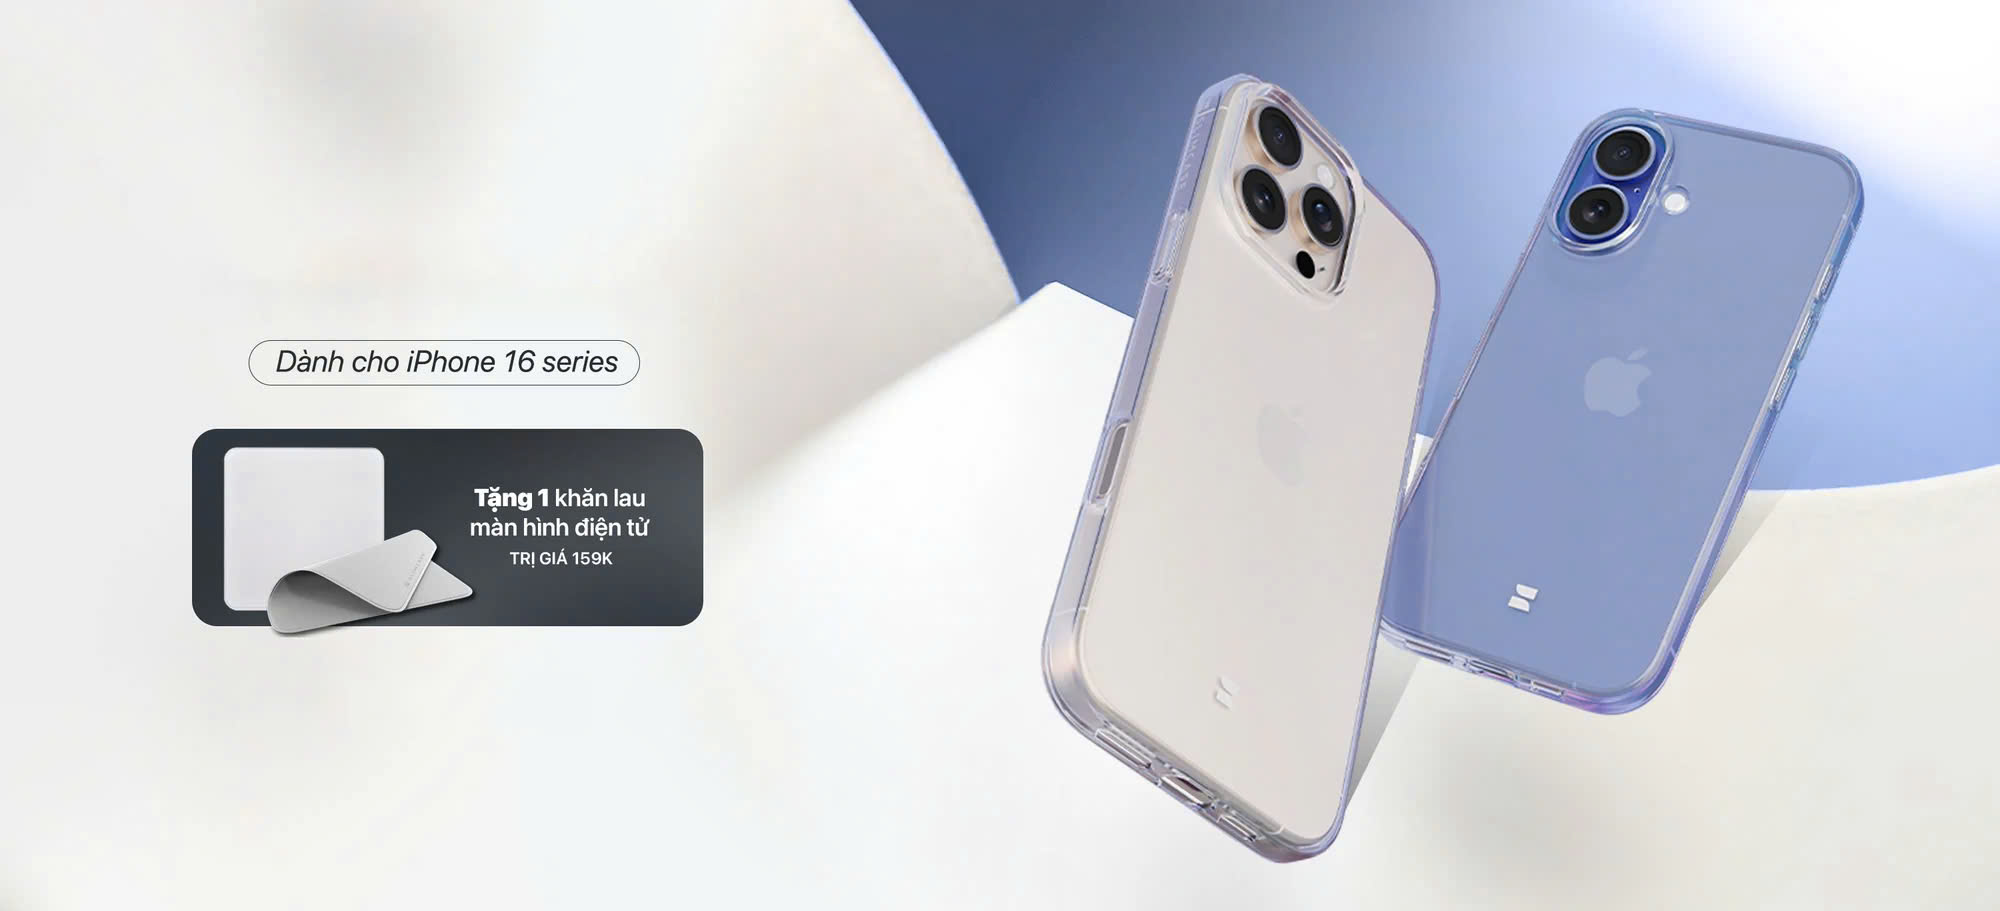 Dành cho iPhone 16 series
Tặng 1 khăn lau
màn hình điện tử
TRỊ GIÁ 159K